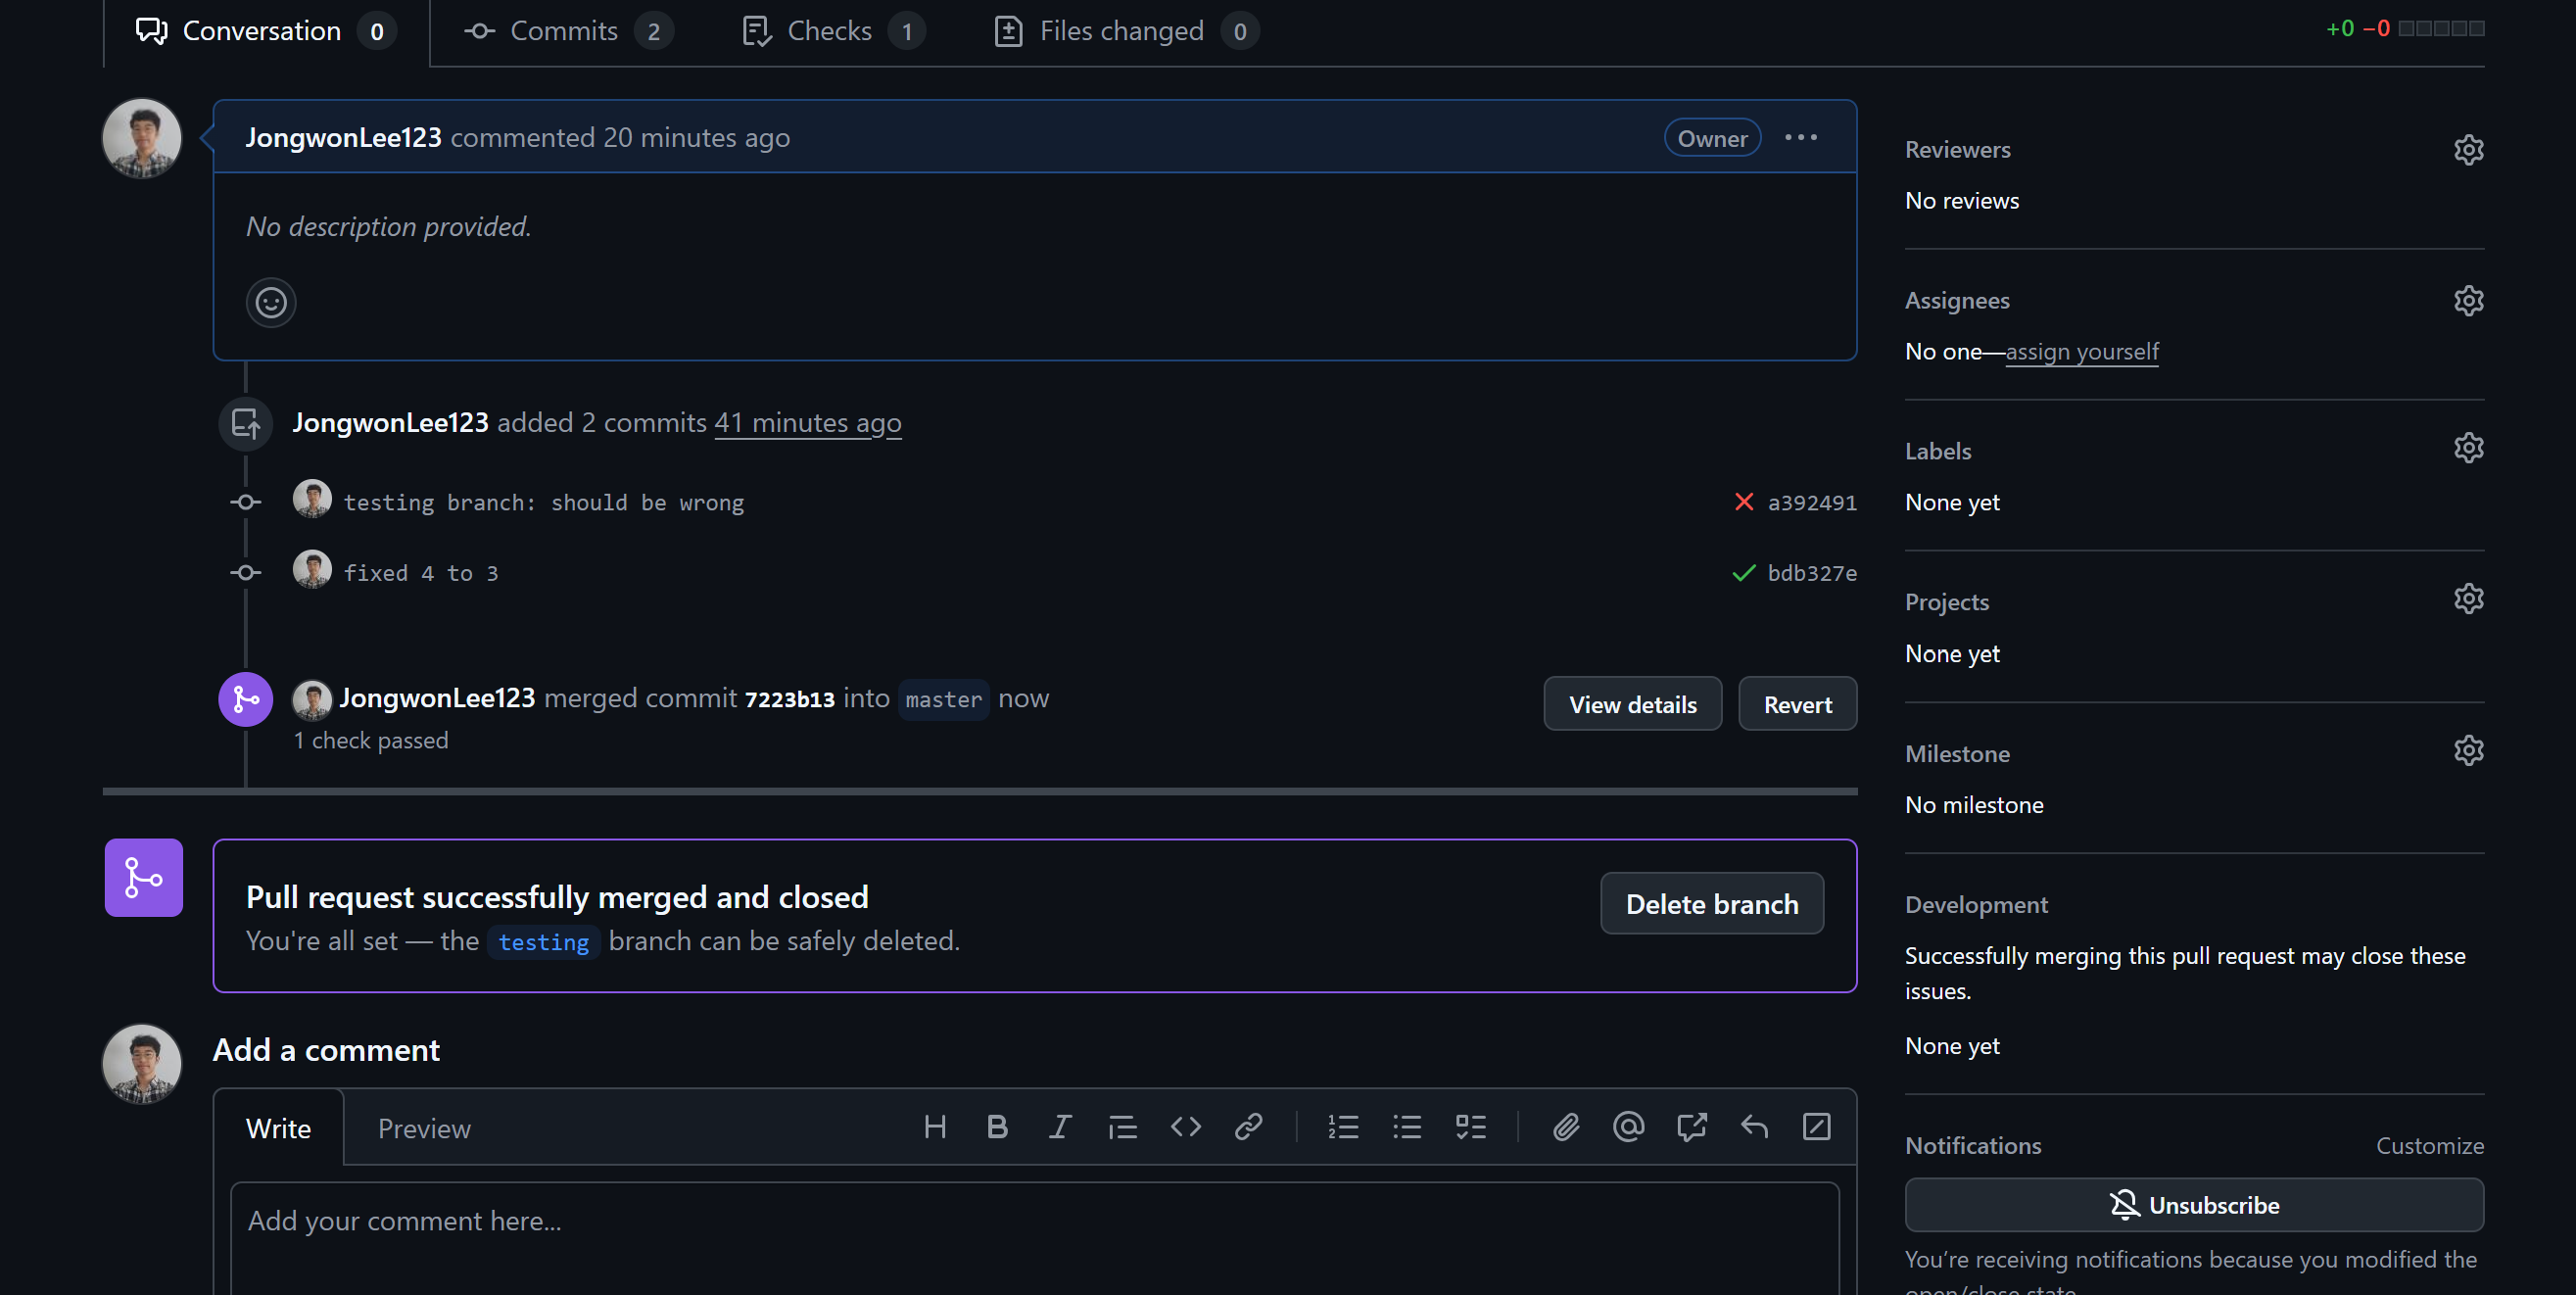 Conversation 0 Commits 2 Checks 1 Files changed 0 +0 −0
JongwonLee123 commented 20 minutes ago Owner
No description provided.
JongwonLee123 added 2 commits 41 minutes ago
testing branch: should be wrong a392491
fixed 4 to 3 bdb327e
JongwonLee123 merged commit 7223b13 into master now View details Revert
1 check passed
Pull request successfully merged and closed Delete branch
You're all set — the testing branch can be safely deleted.
Add a comment
Write Preview
Add your comment here...
Reviewers
No reviews
Assignees
No one—assign yourself
Labels
None yet
Projects
None yet
Milestone
No milestone
Development
Successfully merging this pull request may close these
issues.
None yet
Notifications Customize
Unsubscribe
You're receiving notifications because you modified the
open/close state